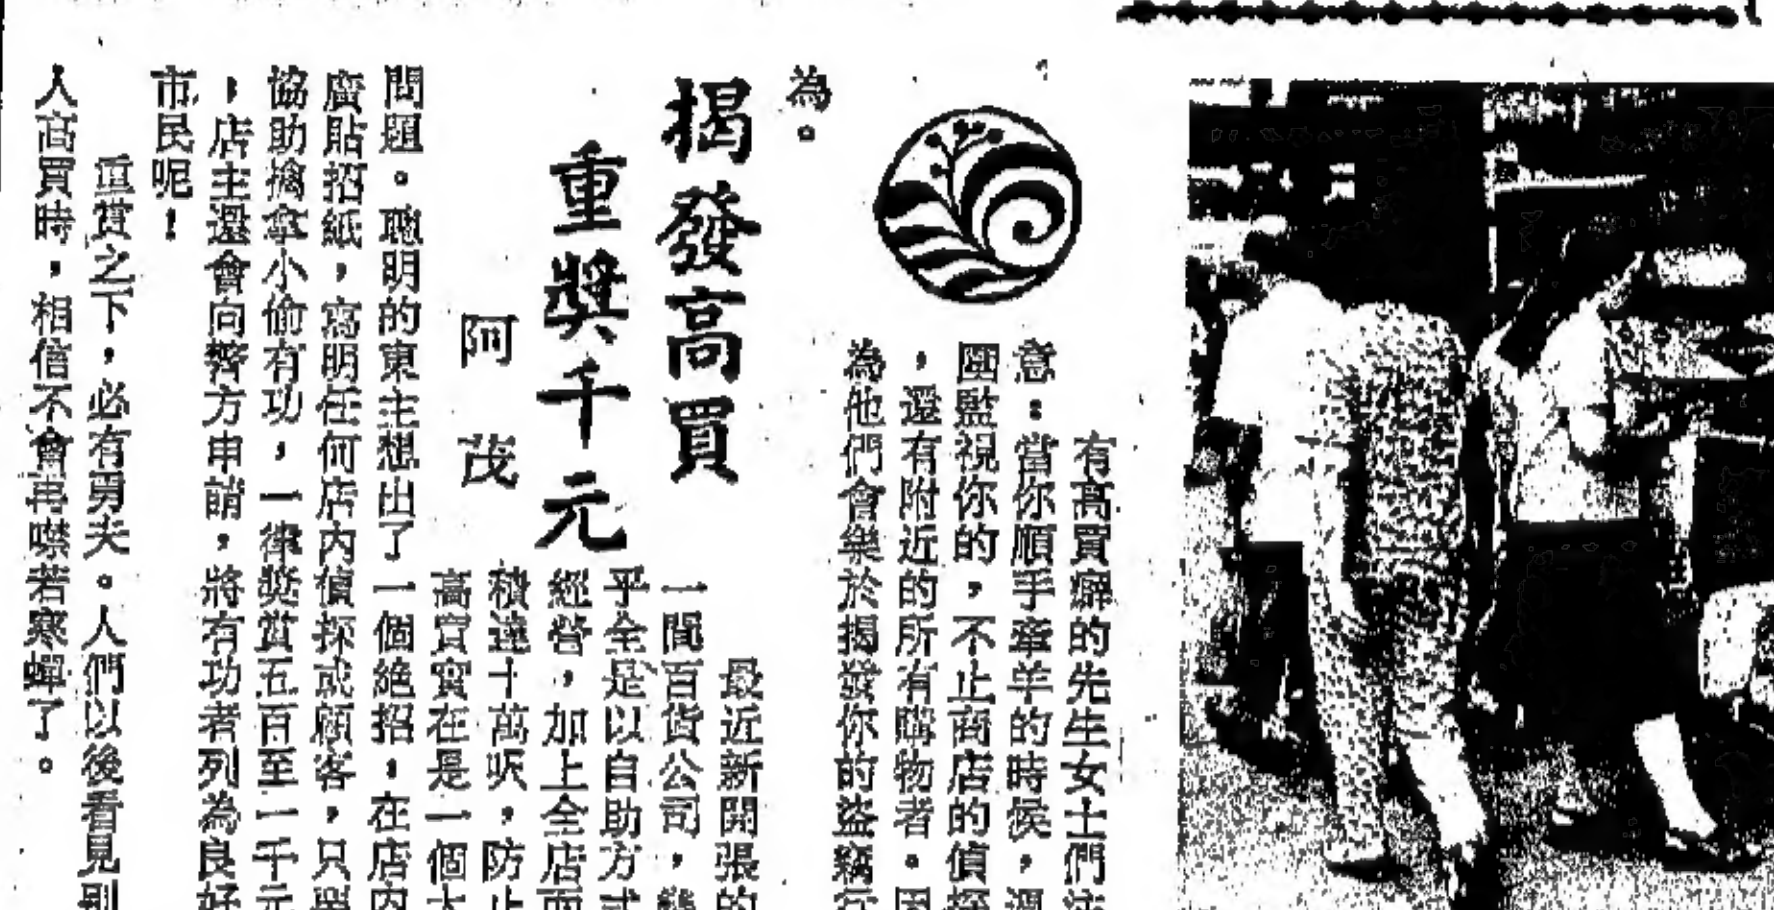 有高買癖的先生女士們注
意:當你順手牽羊的時侯,週
圍監視你的,不止商店的偵探
,還有附近的所有購物者。因
為他們會樂於揭發你的盜竊行
為。
揭發高買
重獎千元
阿茂
最近新開張的
一間百貨公司,幾
乎全是以自助方式
經營,加上全店面
積達十萬呎,防止
高買實在是一個大
問題。聰明的東主想出了一個絕招,在店內
廣貼招紙,寫明任何店內偵探或顧客,只
協助擒拿小偷有功,一律獎賞五百至一千元
,店主還會向警方申請,將有功者列為良好
市民呢!
重賞之下,必有勇夫。人們以後看見別
人高買時,相信不會再噤若寒蟬了。